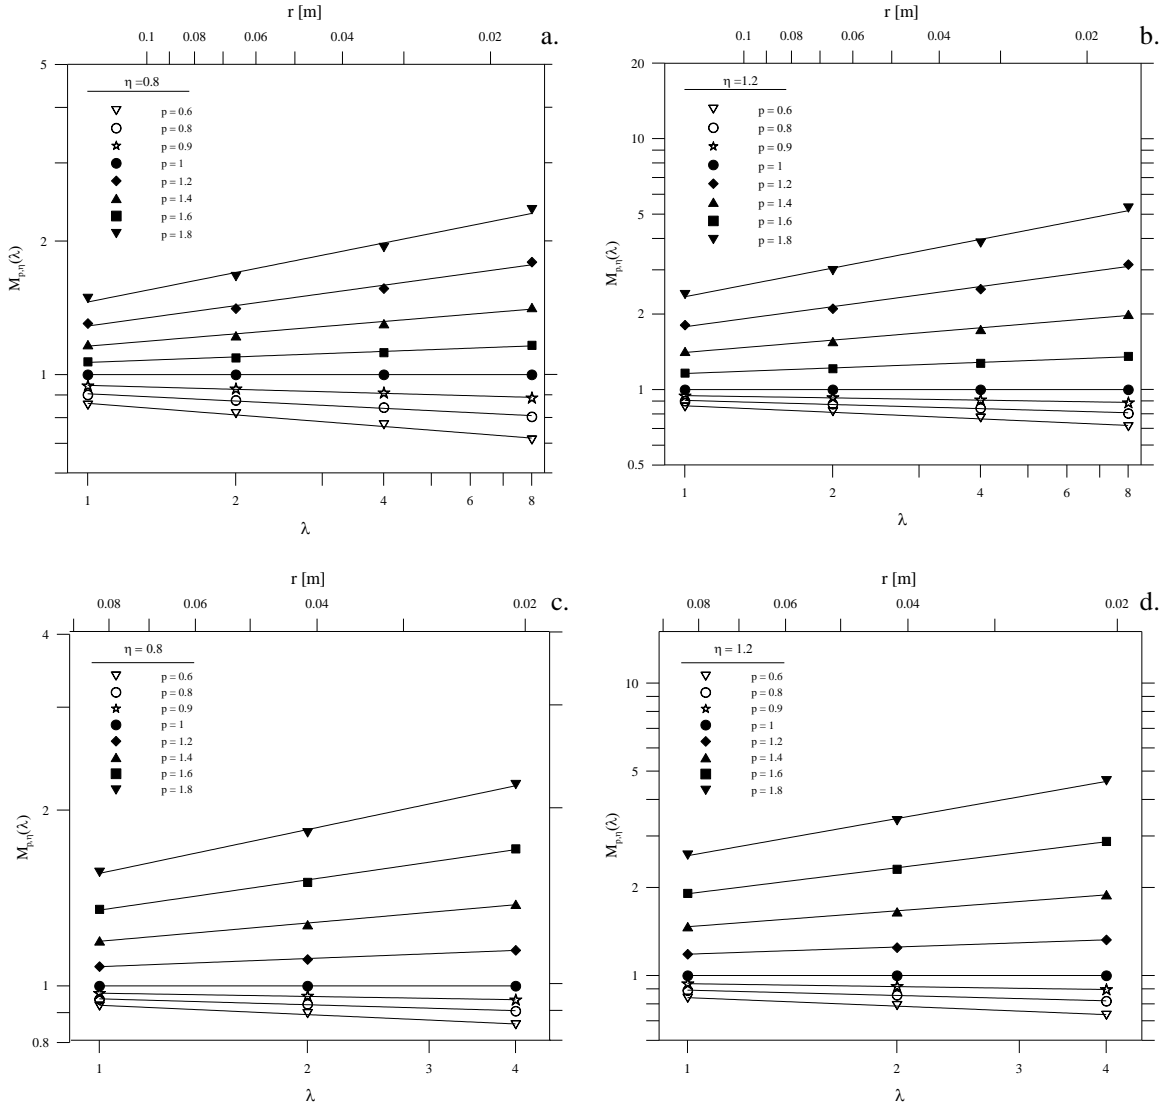 r [m]
0.1 0.08 0.06 0.04 0.02
a.
5
2
1
M p,η (λ)
η =0.8
p = 0.6
p = 0.8
p = 0.9
p = 1
p = 1.2
p = 1.4
p = 1.6
p = 1.8
1 2 4 6 8
λ
r [m]
0.1 0.08 0.06 0.04 0.02
b.
20
10
5
2
1
0.5
M p,η (λ)
η =1.2
p = 0.6
p = 0.8
p = 0.9
p = 1
p = 1.2
p = 1.4
p = 1.6
p = 1.8
1 2 4 6 8
λ
r [m]
0.08 0.06 0.04 0.02
c.
4
2
1
0.8
M p,η (λ)
η = 0.8
p = 0.6
p = 0.8
p = 0.9
p = 1
p = 1.2
p = 1.4
p = 1.6
p = 1.8
1 2 3 4
λ
r [m]
0.08 0.06 0.04 0.02
d.
10
5
2
1
M p,η (λ)
η = 1.2
p = 0.6
p = 0.8
p = 0.9
p = 1
p = 1.2
p = 1.4
p = 1.6
p = 1.8
1 2 3 4
λ